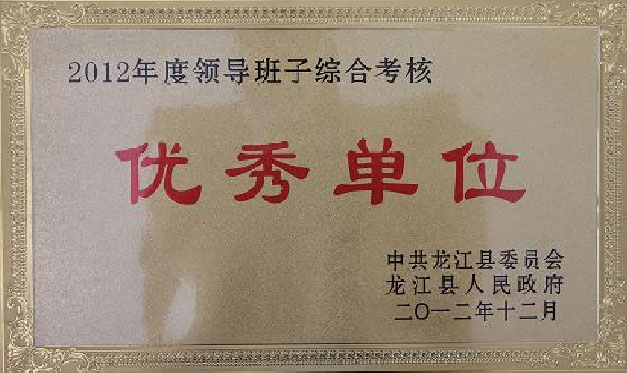 2012年度领导班子综合考核
优秀单位
中共龙江县委员会
龙江县人民政府
二〇一二年十二月